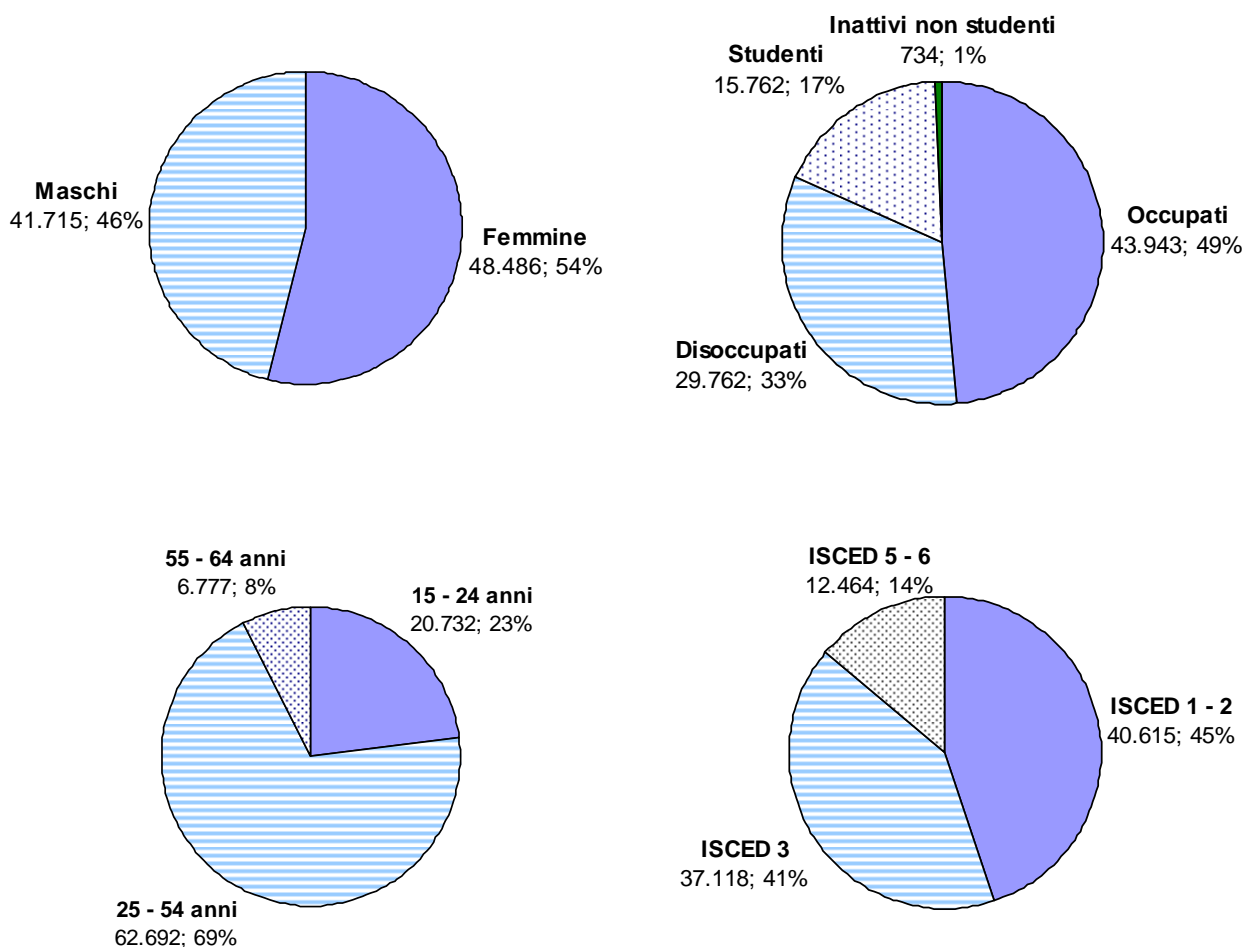 Maschi
41.715; 46%
Femmine
48.486; 54%
Inattivi non studenti
734; 1%
Studenti
15.762; 17%
Occupati
43.943; 49%
Disoccupati
29.762; 33%
55 - 64 anni
6.777; 8%
15 - 24 anni
20.732; 23%
25 - 54 anni
62.692; 69%
ISCED 5 - 6
12.464; 14%
ISCED 1 - 2
40.615; 45%
ISCED 3
37.118; 41%